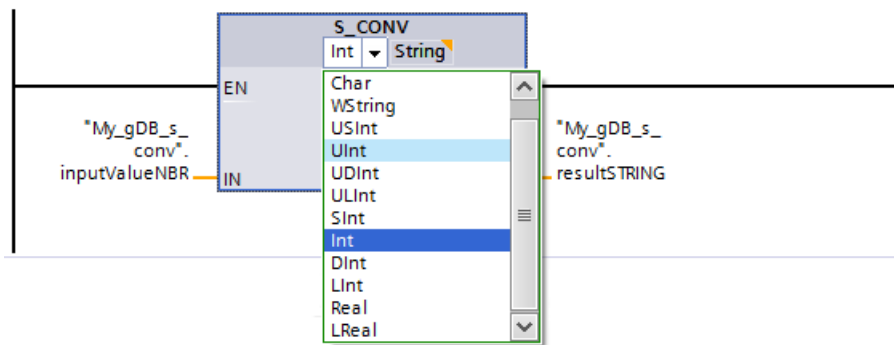 S_CONV
Int String
EN
"My_gDB_s_
conv".
inputValueNBR
IN
Char
WString
USInt
UInt
UDInt
ULInt
SInt
Int
DInt
LInt
Real
LReal
"My_gDB_s_
conv".
resultSTRING